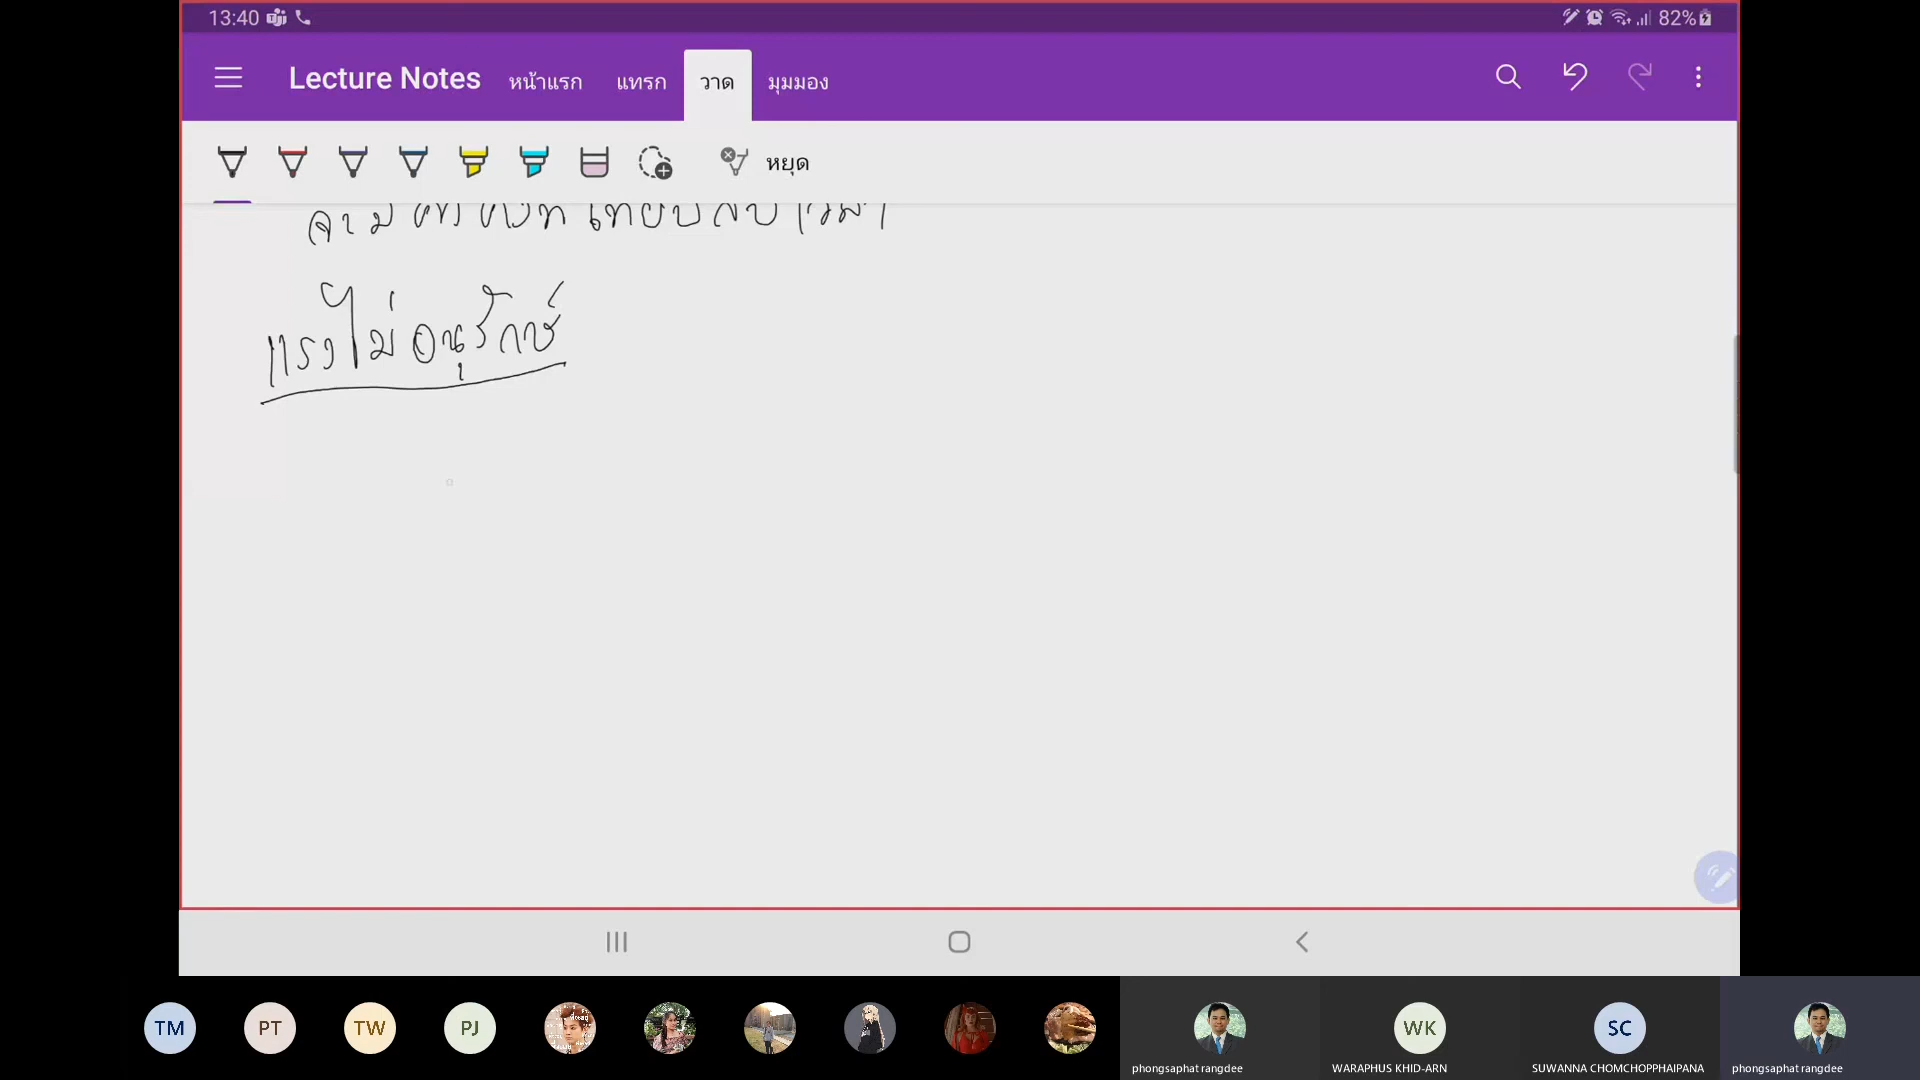 13:40 82%
Lecture Notes หน้าแรก แทรก วาด มุมมอง
หยุด
แรงไม่อนุรักษ์
TM PT TW PJ WK SC
phongsaphat rangdee WARAPHUS KHID-ARN SUWANNA CHOMCHOPPHAIPANA phongsaphat rangdee